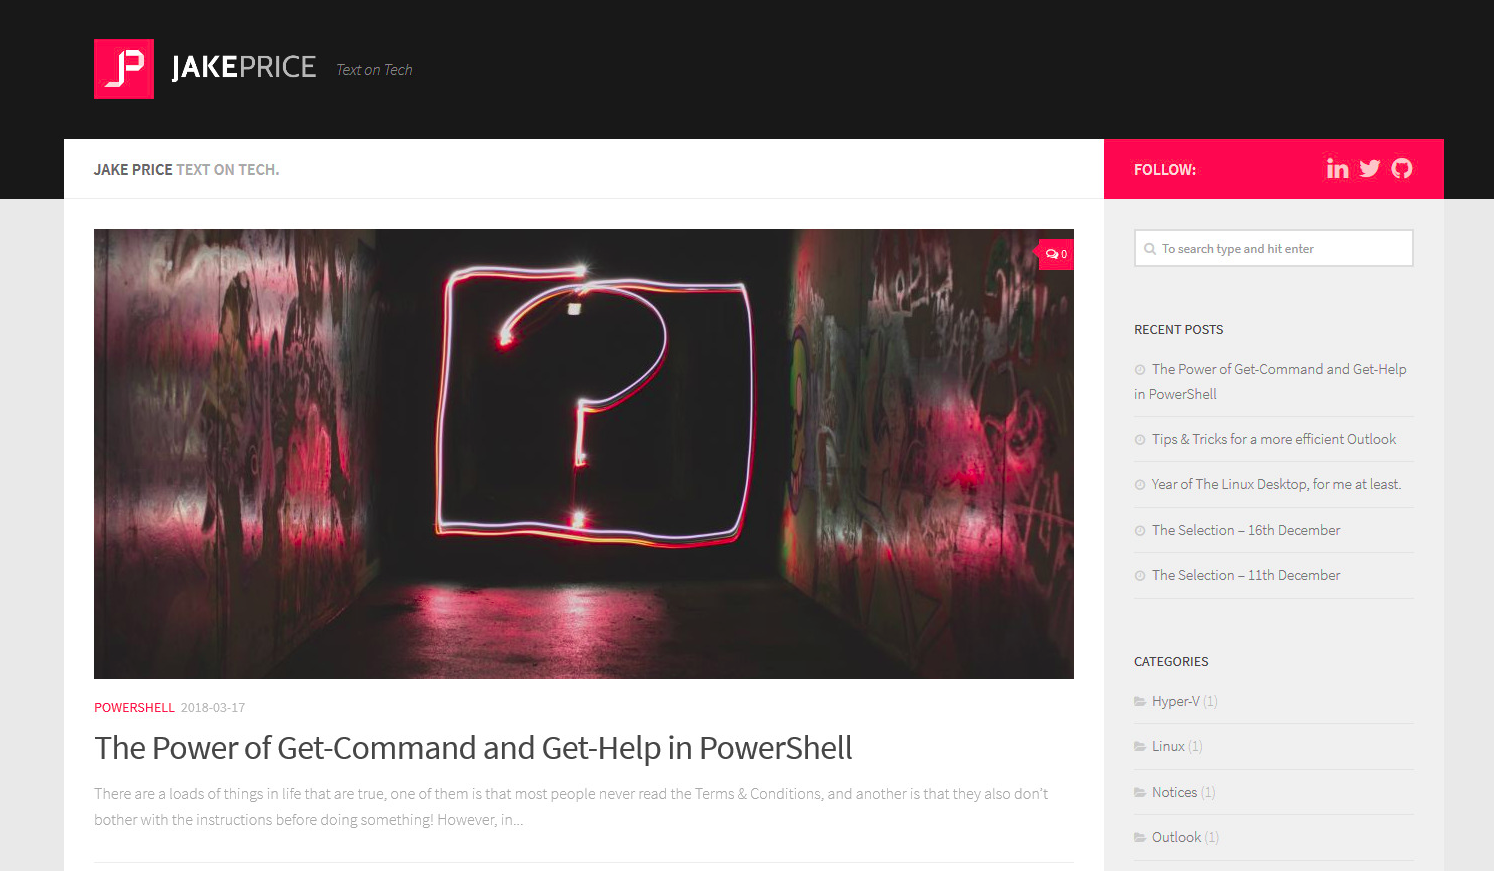 JAKEPRICE
Text on Tech
JAKE PRICE TEXT ON TECH.
FOLLOW:
0
To search type and hit enter
RECENT POSTS
The Power of Get-Command and Get-Help
in PowerShell
Tips & Tricks for a more efficient Outlook
Year of The Linux Desktop, for me at least.
The Selection – 16th December
The Selection – 11th December
CATEGORIES
Hyper-V (1)
Linux (1)
Notices (1)
Outlook (1)
POWERSHELL 2018-03-17
The Power of Get-Command and Get-Help in PowerShell
There are a loads of things in life that are true, one of them is that most people never read the Terms & Conditions, and another is that they also don’t
bother with the instructions before doing something! However, in...